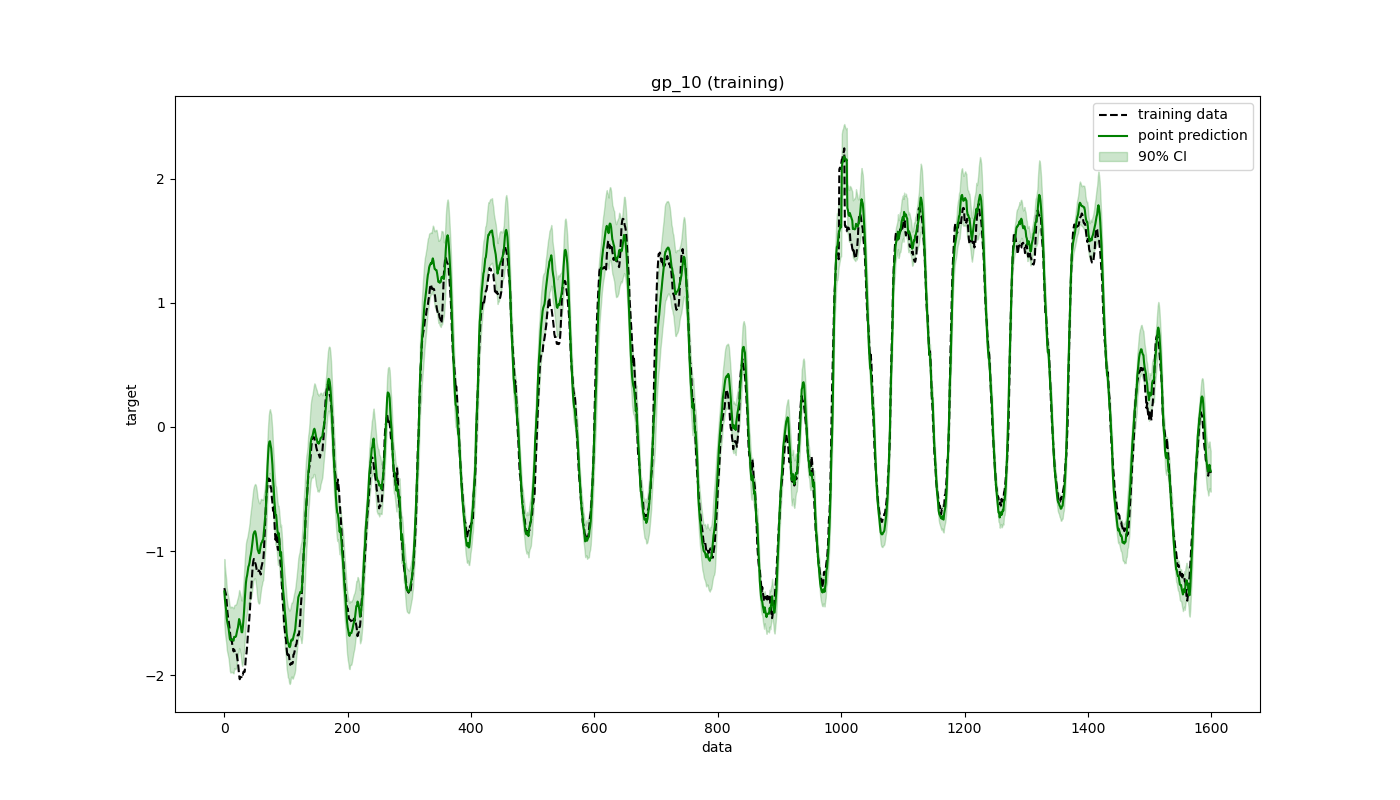 gp_10 (training)
training data
point prediction
90% CI
target
2
1
0
−1
−2
0 200 400 600 800 1000 1200 1400 1600
data